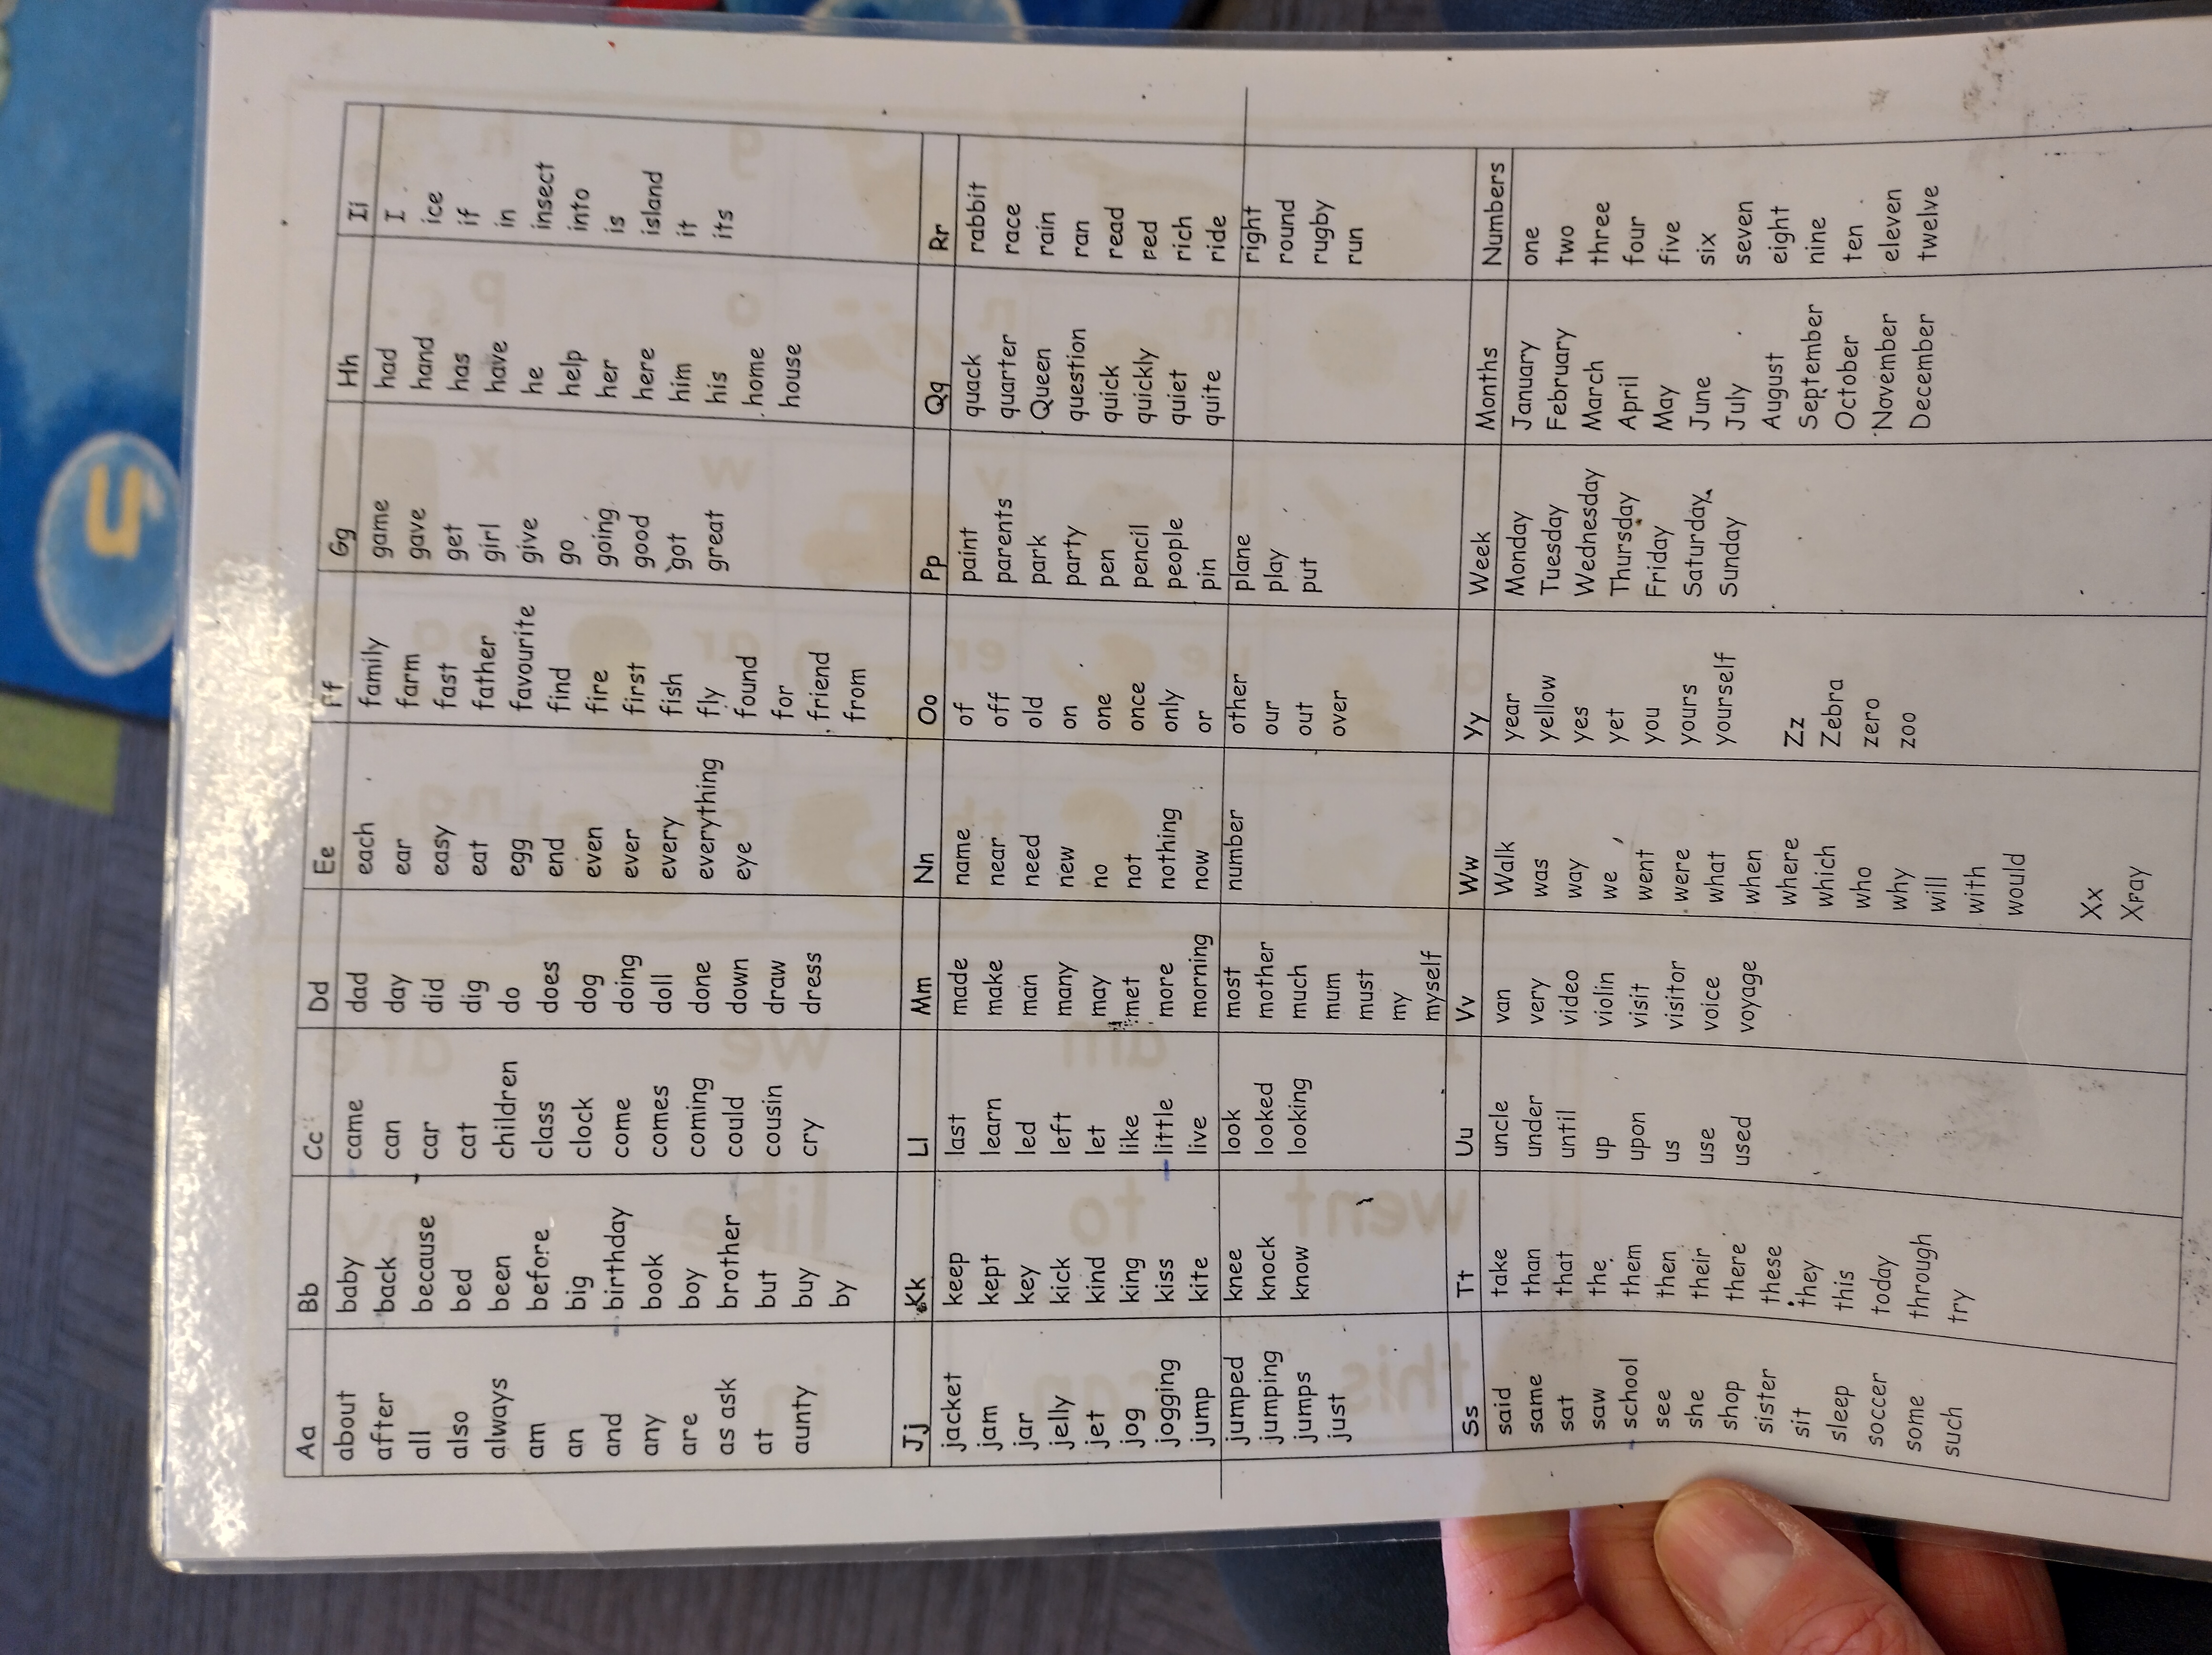 Aa
about
after
all
also
always
am
an
and
any
are
as ask
at
aunty
Bb
baby
back
because
bed
been
before
big
birthday
book
boy
brother
but
buy
by
Cc
came
can
car
cat
children
class
clock
come
comes
coming
could
cousin
cry
Dd
dad
day
did
dig
do
does
dog
doing
doll
done
down
draw
dress
Ee
each
ear
easy
eat
egg
end
even
ever
every
everything
eye
Ff
family
farm
fast
father
favourite
find
fire
first
fish
fly
found
for
friend
from
Gg
game
gave
get
girl
give
go
going
good
got
great
Hh
had
hand
has
have
he
help
her
here
him
his
home
house
Ii
I
ice
if
in
insect
into
is
island
it
its
Jj
jacket
jam
jar
jelly
jet
jog
jogging
jump
jumped
jumping
jumps
just
Kk
keep
kept
key
kick
kind
king
kiss
kite
knee
knock
know
Ll
last
learn
led
left
let
like
little
live
look
looked
looking
Mm
made
make
man
many
may
met
more
morning
most
mother
much
mum
must
my
myself
Nn
name
near
need
new
no
not
nothing
now
number
Oo
of
off
old
on
one
once
only
or
other
our
out
over
Pp
paint
parents
park
party
pen
pencil
people
pin
plane
play
put
Qq
quack
quarter
Queen
question
quick
quickly
quiet
quite
Rr
rabbit
race
rain
ran
read
red
rich
ride
right
round
rugby
run
Ss
said
same
sat
saw
school
see
she
shop
sister
sit
sleep
soccer
some
such
Tt
take
than
that
the
them
then
their
there
these
they
this
today
through
try
Uu
uncle
under
until
up
upon
us
use
used
Vv
van
very
video
violin
visit
visitor
voice
voyage
Ww
Walk
was
way
we
went
were
what
when
where
which
who
why
will
with
would
Xx
Xray
Yy
year
yellow
yes
yet
you
yours
yourself
Zz
Zebra
zero
zoo
Week
Monday
Tuesday
Wednesday
Thursday
Friday
Saturday
Sunday
Months
January
February
March
April
May
June
July
August
September
October
November
December
Numbers
one
two
three
four
five
six
seven
eight
nine
ten
eleven
twelve